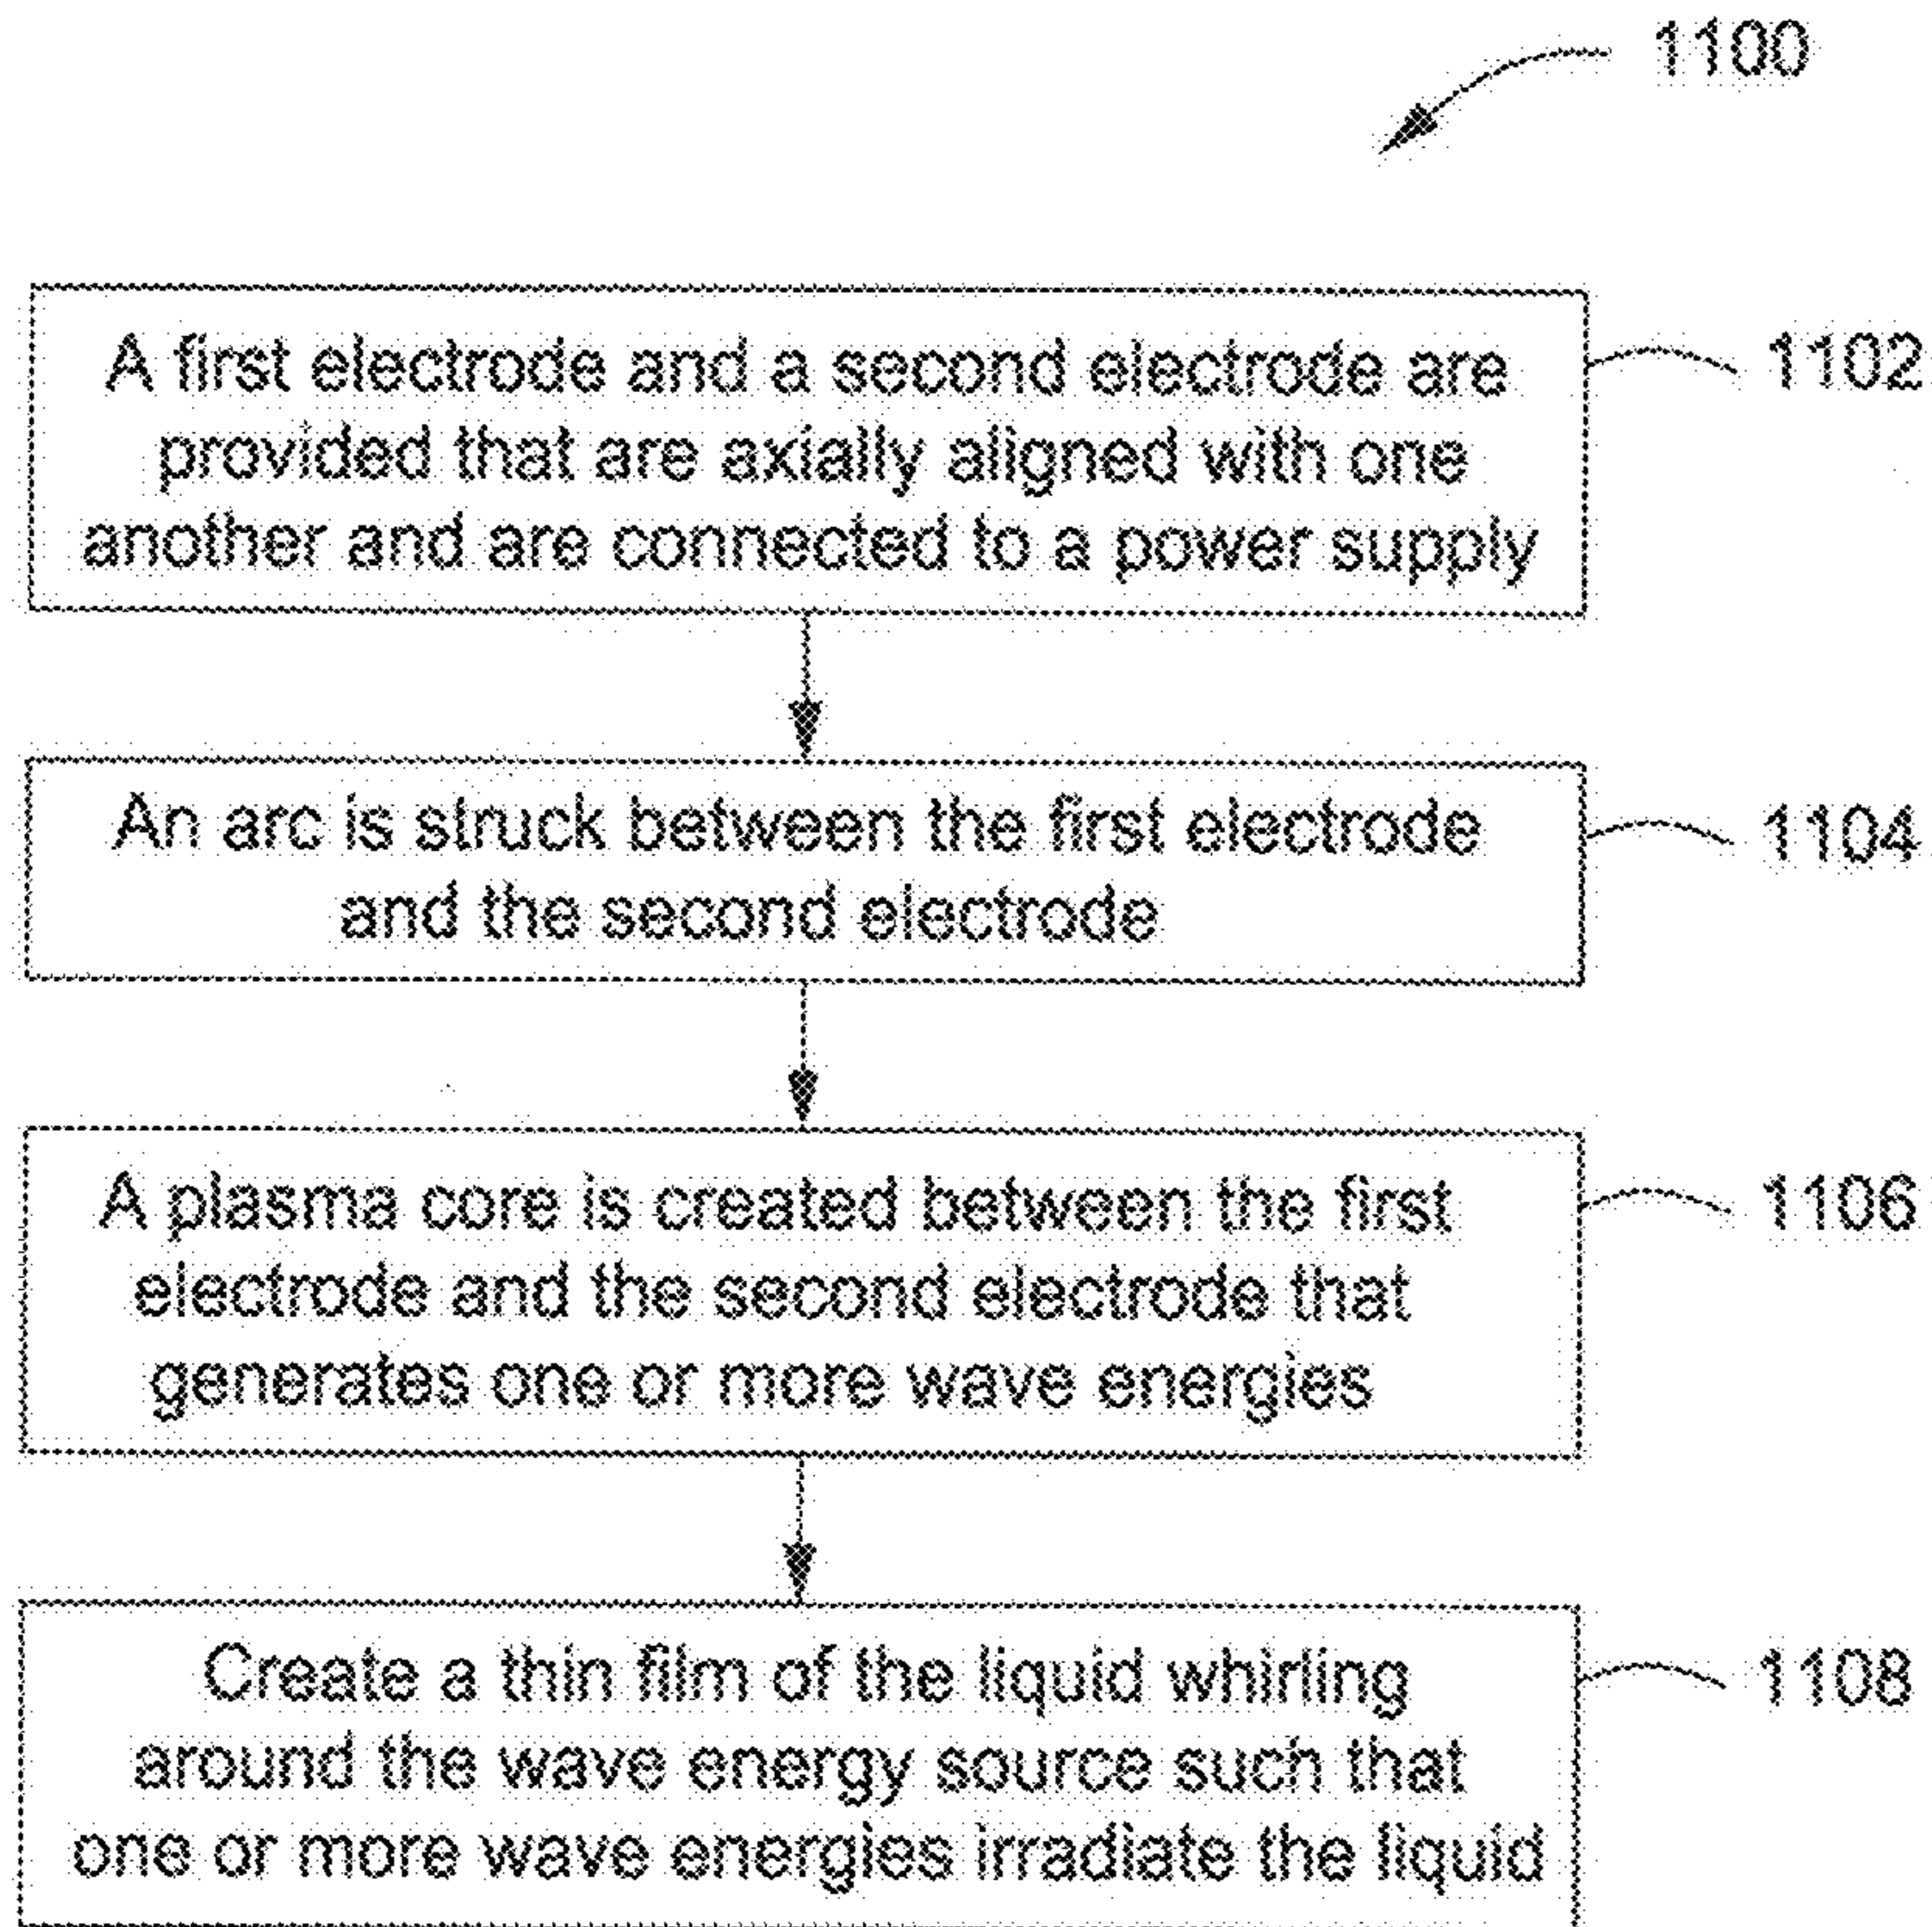 1100
A first electrode and a second electrode are
provided that are axially aligned with one
another and are connected to a power supply
1102
An arc is struck between the first electrode
and the second electrode
1104
A plasma core is created between the first
electrode and the second electrode that
generates one or more wave energies
1106
Create a thin film of the liquid whirling
around the wave energy source such that
one or more wave energies irradiate the liquid
1108